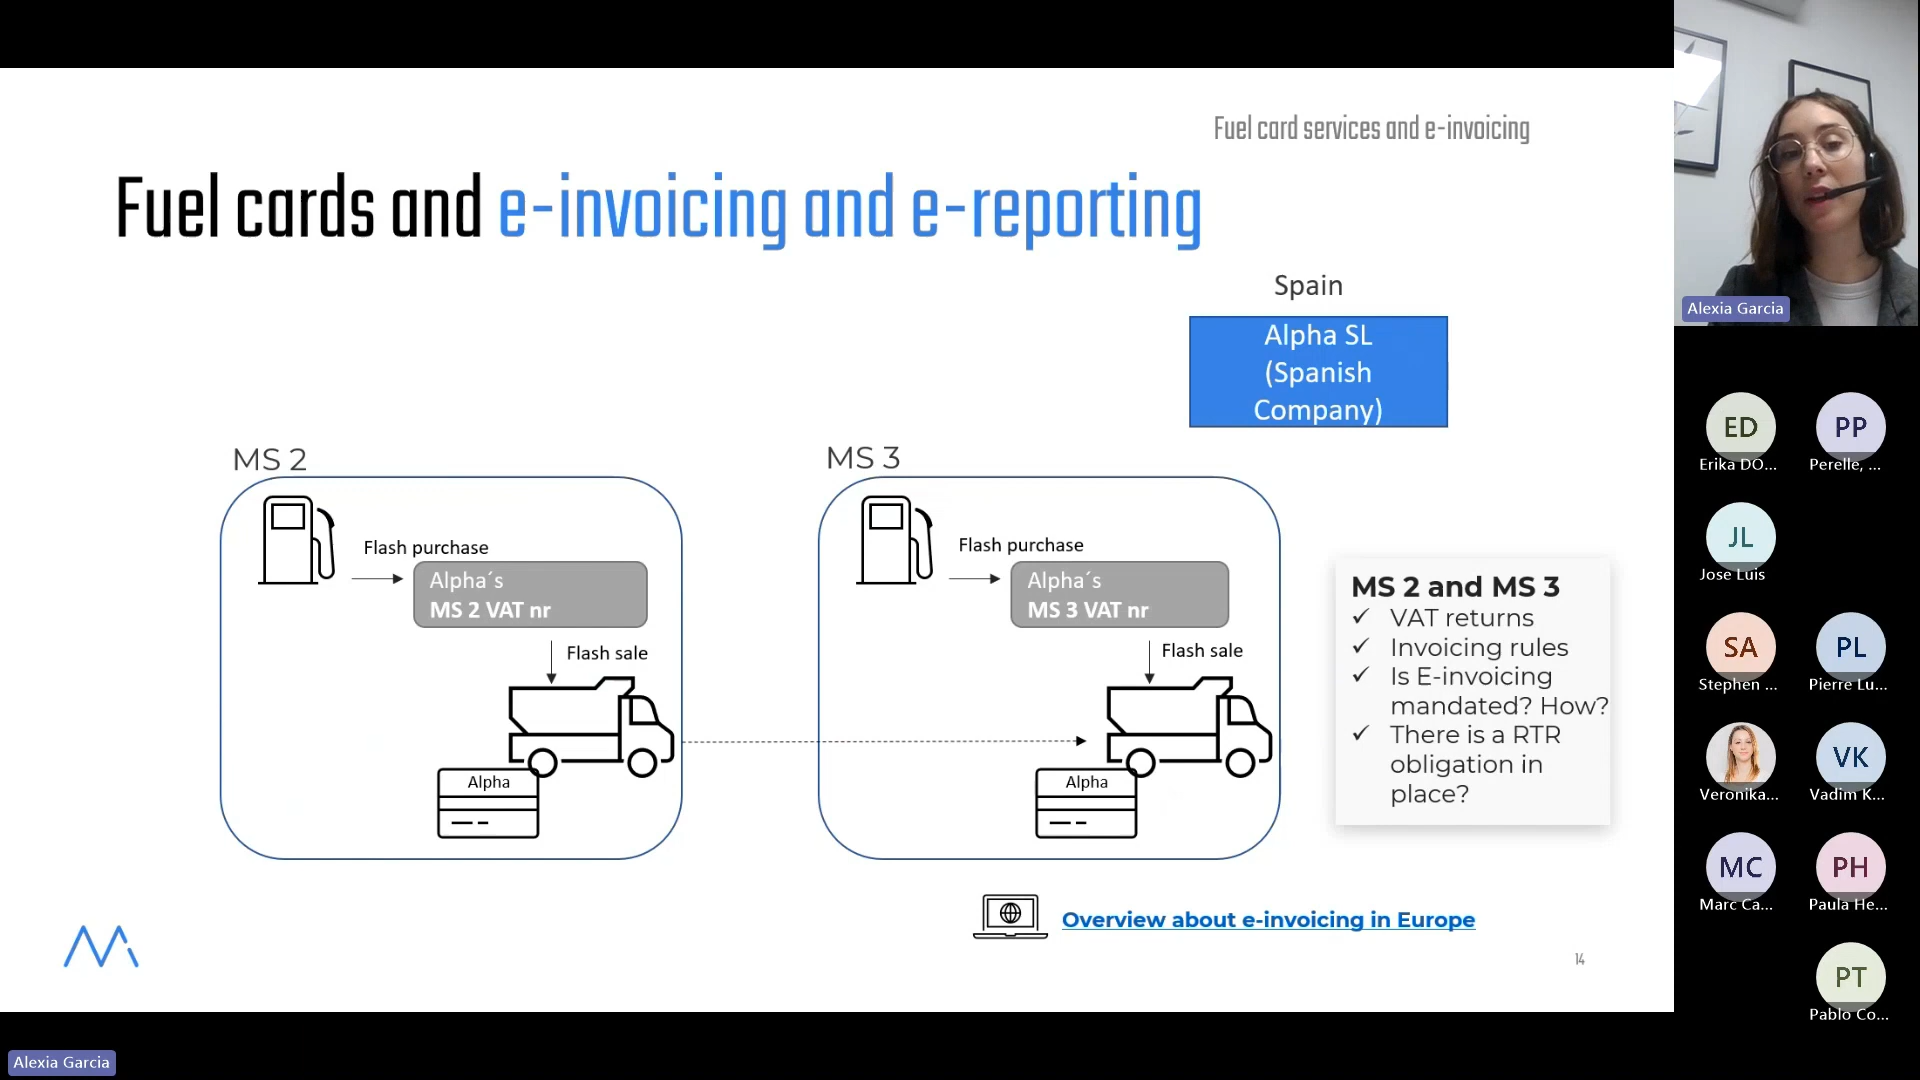 Fuel card services and e-invoicing
Fuel cards and e-invoicing and e-reporting
Spain
Alpha SL
(Spanish
Company)
MS 2
Flash purchase
Alpha´s
MS 2 VAT nr
Flash sale
Alpha
MS 3
Flash purchase
Alpha´s
MS 3 VAT nr
Flash sale
Alpha
MS 2 and MS 3
✓ VAT returns
✓ Invoicing rules
✓ Is E-invoicing
mandated? How?
✓ There is a RTR
obligation in
place?
Overview about e-invoicing in Europe
14
Alexia Garcia
Alexia Garcia
ED
Erika DO...
PP
Perelle, ...
JL
Jose Luis
SA
Stephen ...
PL
Pierre Lu...
Veronika...
VK
Vadim K...
MC
Marc Ca...
PH
Paula He...
PT
Pablo Co...